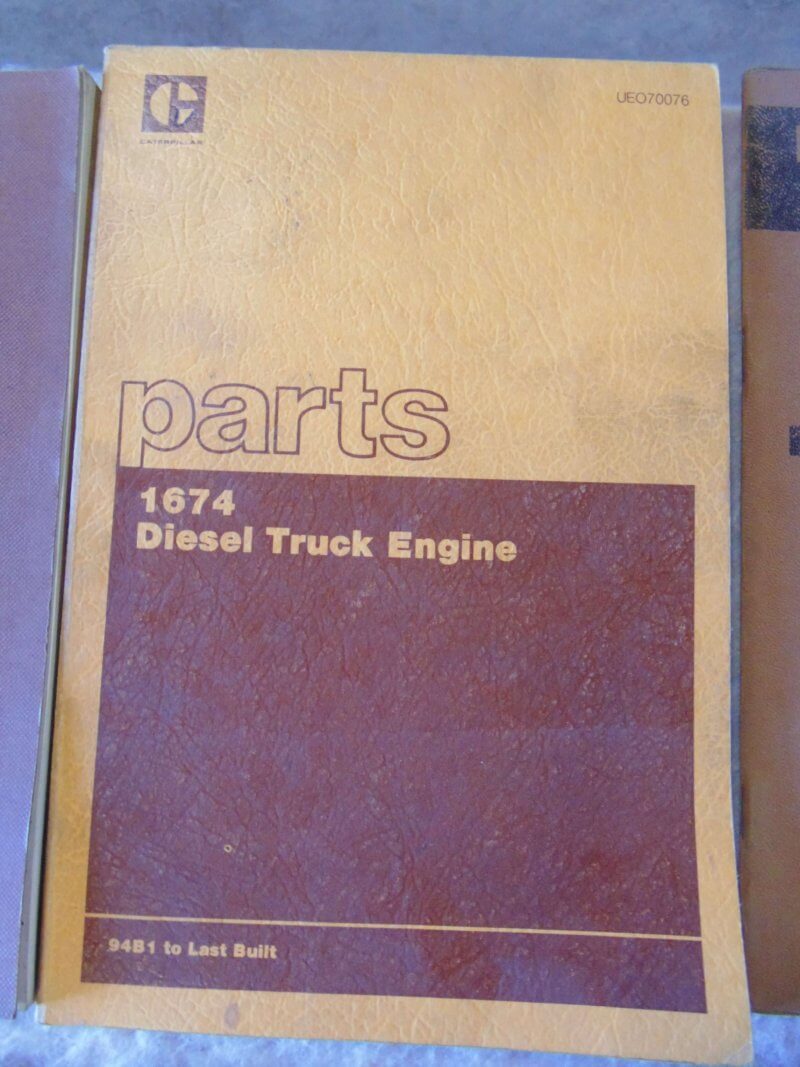 CATERPILLAR
UEO70076
parts
1674
Diesel Truck Engine
94B1 to Last Built